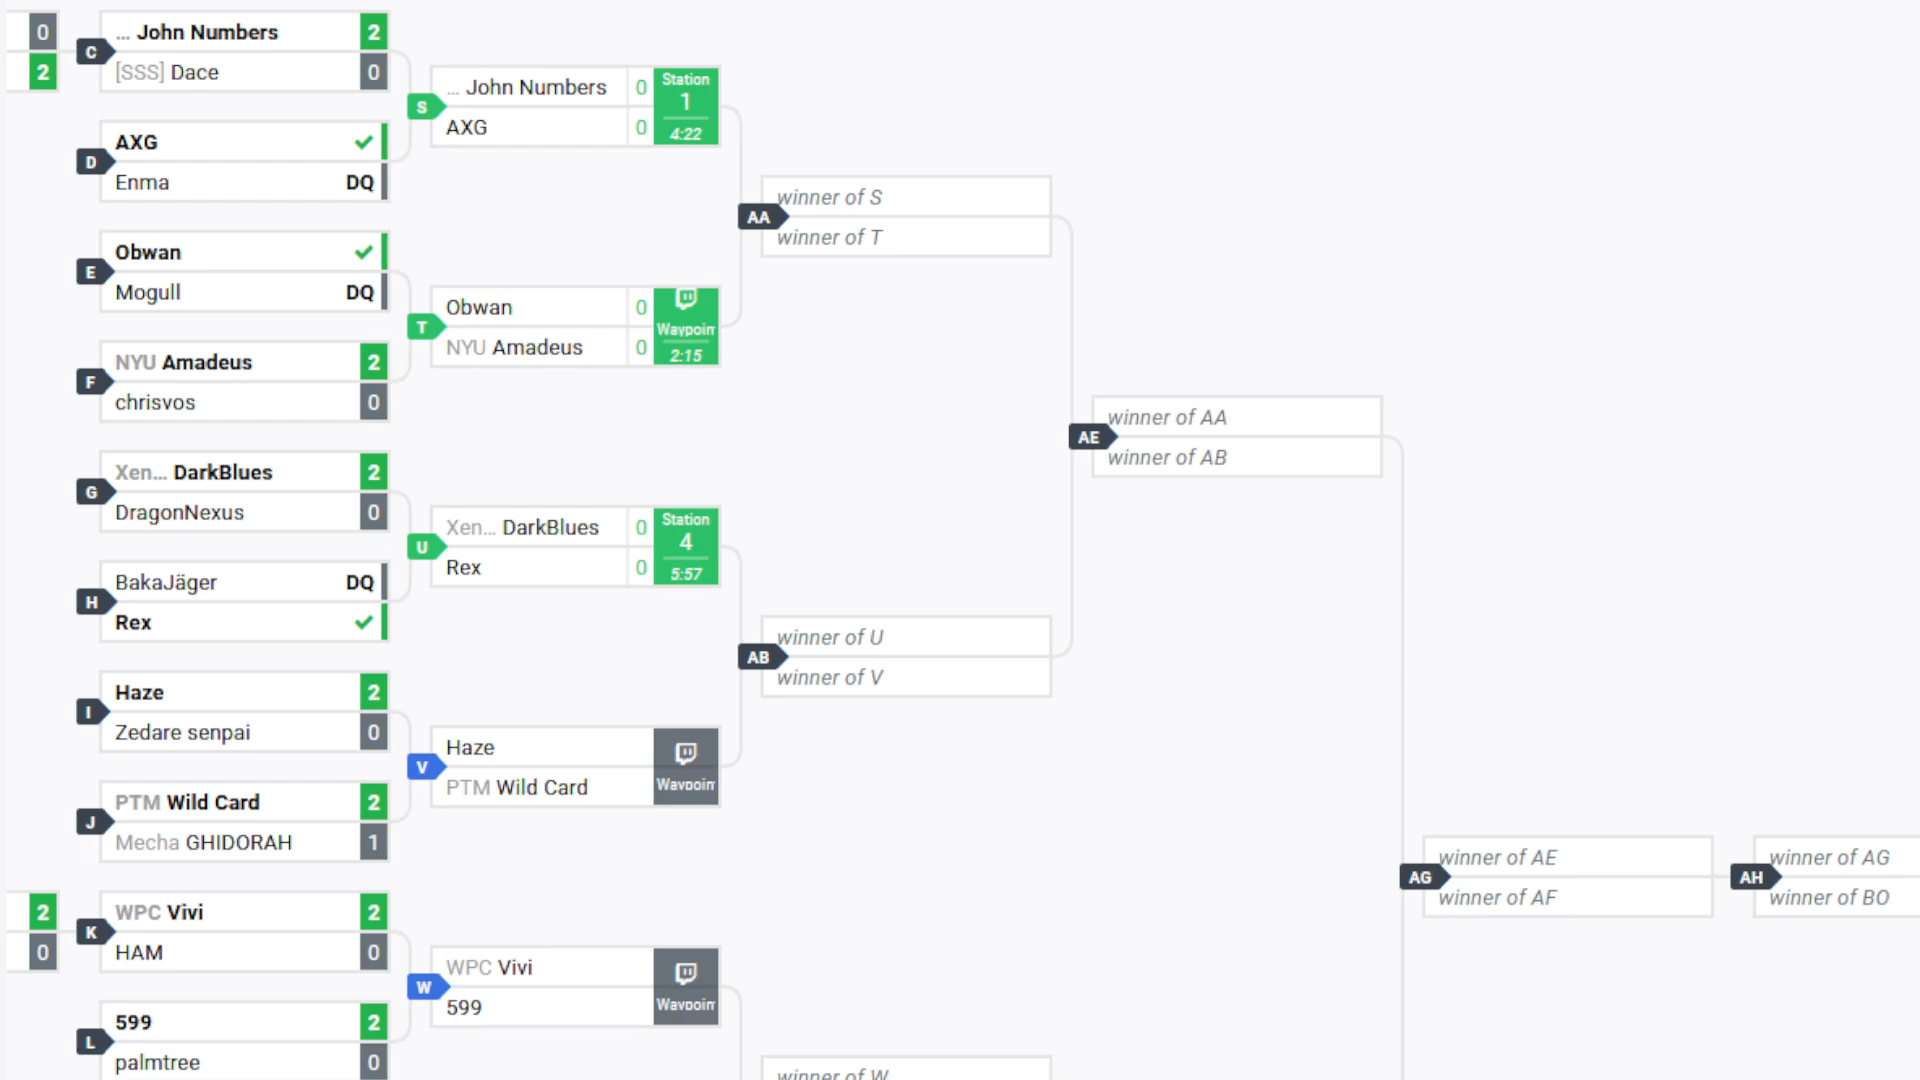 0
2
C
... John Numbers 2
[SSS] Dace 0
D
AXG
Enma DQ
E
Obwan
Mogull DQ
F
NYU Amadeus 2
chrisvos 0
G
Xen... DarkBlues 2
DragonNexus 0
H
BakaJäger DQ
Rex
I
Haze 2
Zedare senpai 0
J
PTM Wild Card 2
Mecha GHIDORAH 1
2
0
K
WPC Vivi 2
HAM 0
L
599 2
palmtree 0
S
... John Numbers 0
AXG 0
Station
1
4:22
T
Obwan 0
NYU Amadeus 0
Waypoin
2:15
U
Xen... DarkBlues 0
Rex 0
Station
4
5:57
V
Haze
PTM Wild Card
Waypoin
W
WPC Vivi
599
Waypoin
AA
winner of S
winner of T
AB
winner of U
winner of V
winner of W
AE
winner of AA
winner of AB
AG
winner of AE
winner of AF
AH
winner of AG
winner of BO